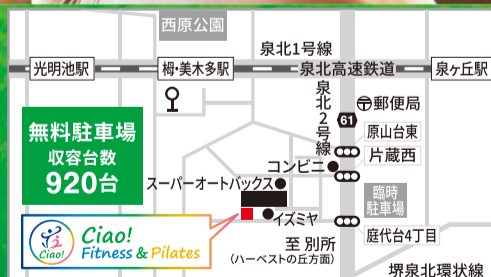 西原公園
泉北1号線
光明池駅
栂・美木多駅
泉北高速鉄道
泉ヶ丘駅
泉北2号線
61
〒郵便局
原山台東
片蔵西
無料駐車場
収容台数
920台
コンビニ
スーパーオートバックス
臨時
駐車場
イズミヤ
Ciao!
Ciao!
Fitness & Pilates
至 別所
(ハーベストの丘方面)
庭代台4丁目
堺泉北環状線